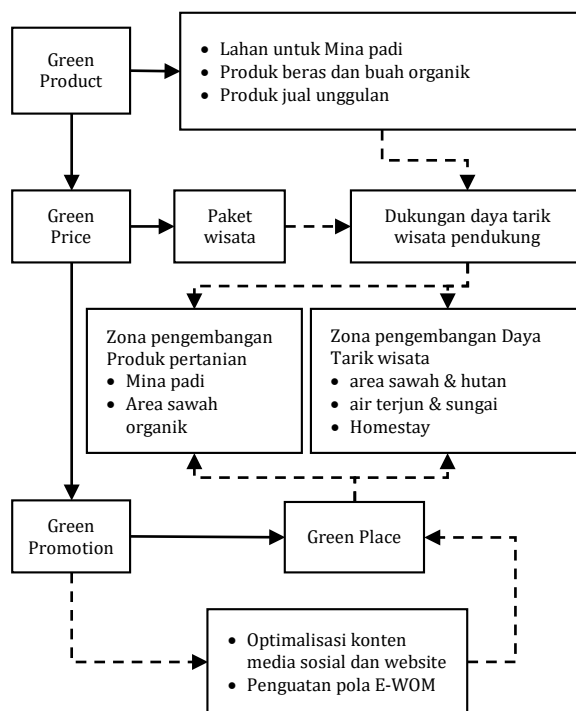 Green
Product
• Lahan untuk Mina padi
• Produk beras dan buah organik
• Produk jual unggulan
Green
Price
Paket
wisata
Dukungan daya tarik
wisata pendukung
Zona pengembangan
Produk pertanian
• Mina padi
• Area sawah
organik
Zona pengembangan Daya
Tarik wisata
• area sawah & hutan
• air terjun & sungai
• Homestay
Green
Promotion
Green Place
• Optimalisasi konten
media sosial dan website
• Penguatan pola E-WOM